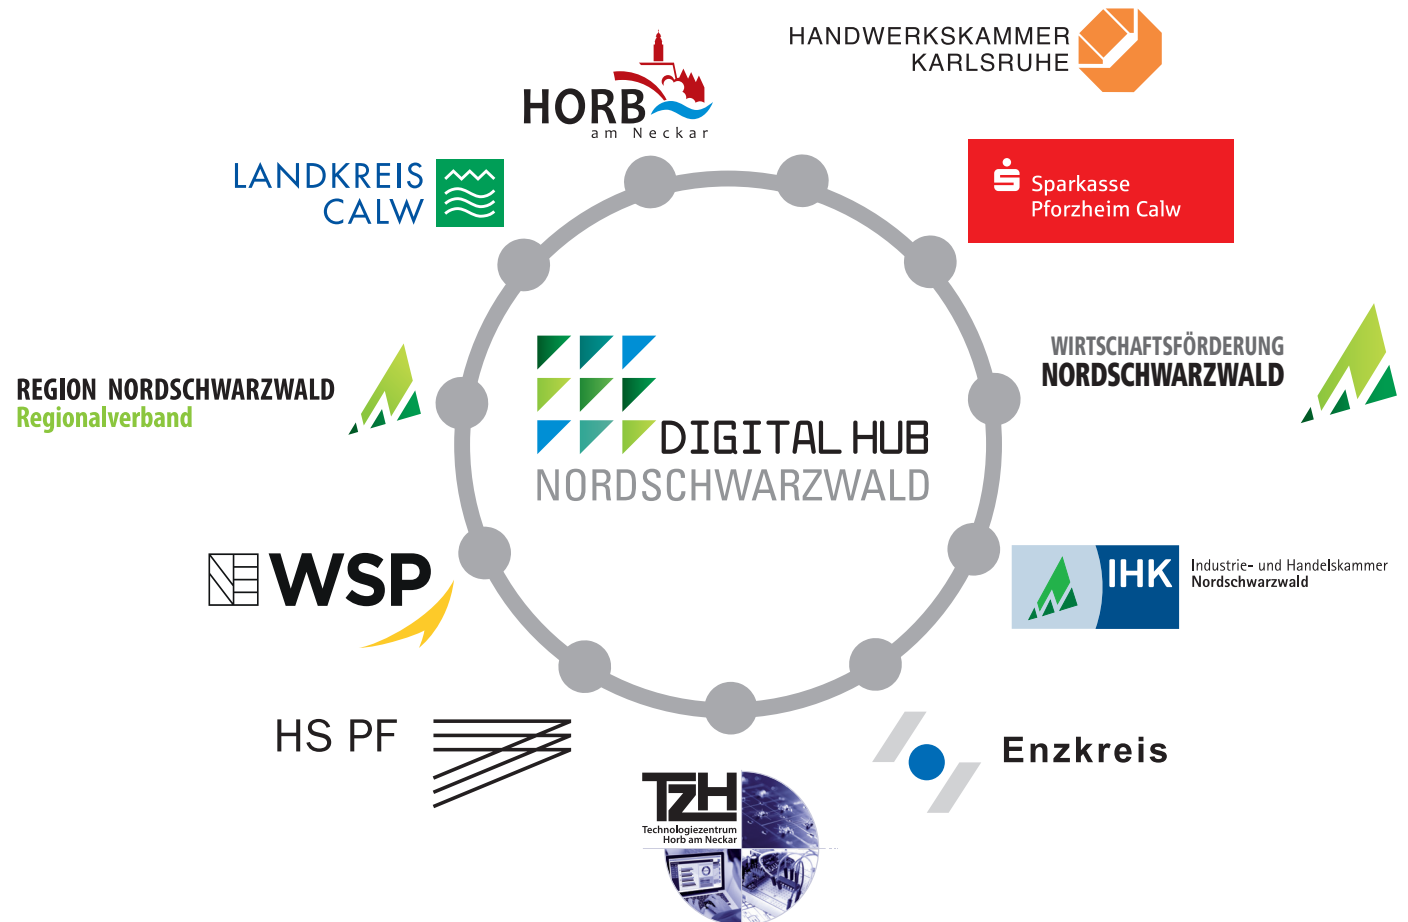 HANDWERKSKAMMER
KARLSRUHE
HORB
am Neckar
LANDKREIS
CALW
Sparkasse
Pforzheim Calw
WIRTSCHAFTSFÖRDERUNG
NORDSCHWARZWALD
REGION NORDSCHWARZWALD
Regionalverband
DIGITAL HUB
NORDSCHWARZWALD
WSP
IHK
Industrie- und Handelskammer
Nordschwarzwald
HS PF
Enzkreis
TZH
Technologiezentrum
Horb am Neckar